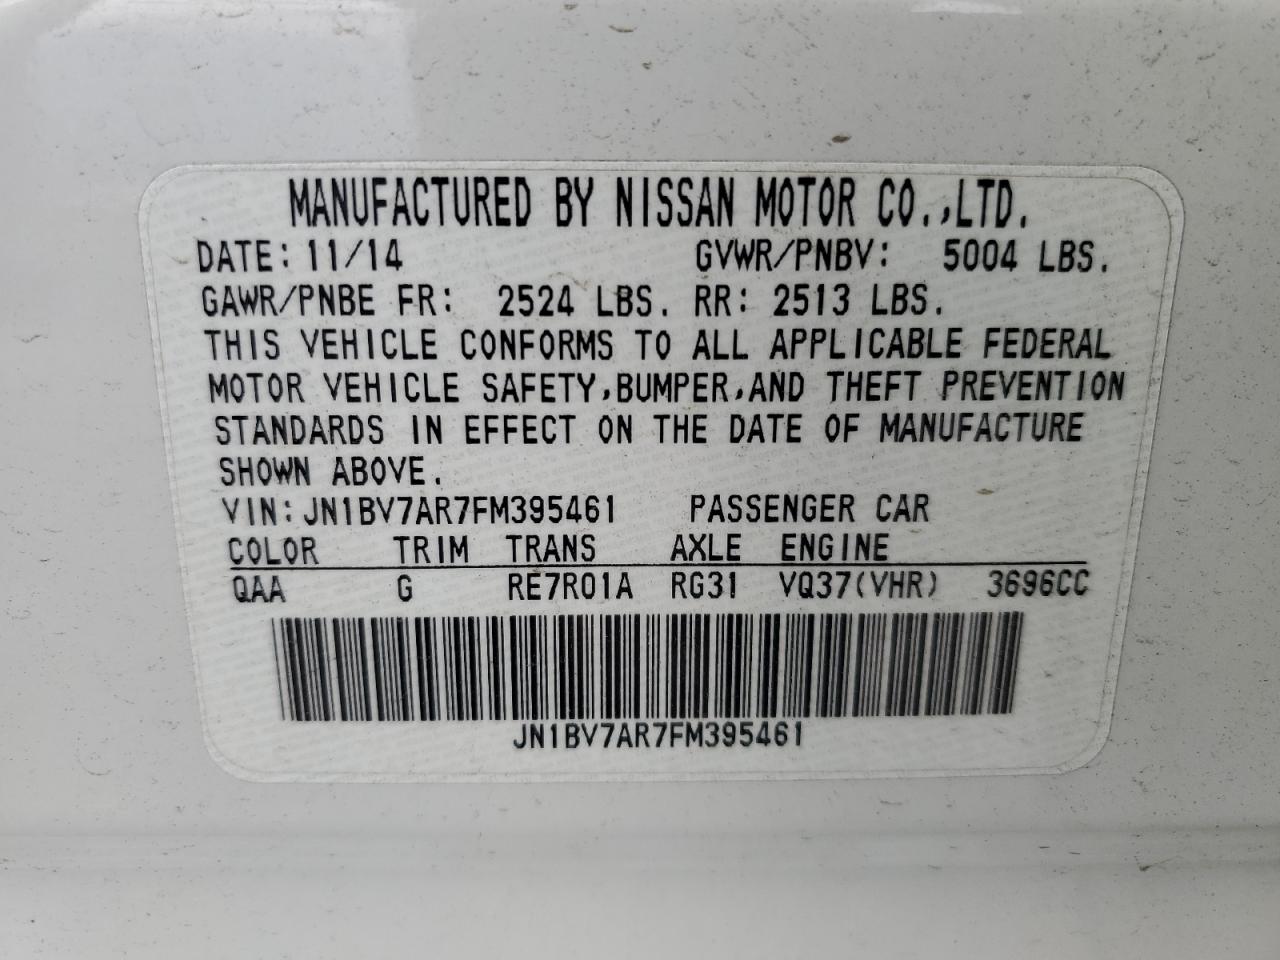 MANUFACTURED BY NISSAN MOTOR CO.,LTD.
DATE: 11/14 GVWR/PNBV: 5004 LBS.
GAWR/PNBE FR: 2524 LBS. RR: 2513 LBS.
THIS VEHICLE CONFORMS TO ALL APPLICABLE FEDERAL
MOTOR VEHICLE SAFETY,BUMPER,AND THEFT PREVENTION
STANDARDS IN EFFECT ON THE DATE OF MANUFACTURE
SHOWN ABOVE.
VIN: JN1BV7AR7FM395461 PASSENGER CAR
COLOR TRIM TRANS AXLE ENGINE
QAA G RE7R01A RG31 VQ37(VHR) 3696CC
JN1BV7AR7FM395461